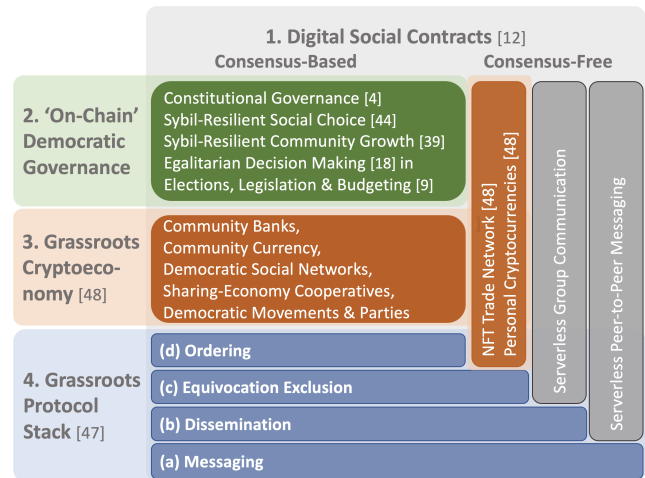 1. Digital Social Contracts [12]
Consensus-Based
Consensus-Free
2. ‘On-Chain’
Democratic
Governance
Constitutional Governance [4]
Sybil-Resilient Social Choice [44]
Sybil-Resilient Community Growth [39]
Egalitarian Decision Making [18] in
Elections, Legislation & Budgeting [9]
3. Grassroots
Cryptoeco-
nomy [48]
Community Banks,
Community Currency,
Democratic Social Networks,
Sharing-Economy Cooperatives,
Democratic Movements & Parties
NFT Trade Network [48]
Personal Cryptocurrencies [48]
Serverless Group Communication
Serverless Peer-to-Peer Messaging
4. Grassroots
Protocol
Stack [47]
(d) Ordering
(c) Equivocation Exclusion
(b) Dissemination
(a) Messaging